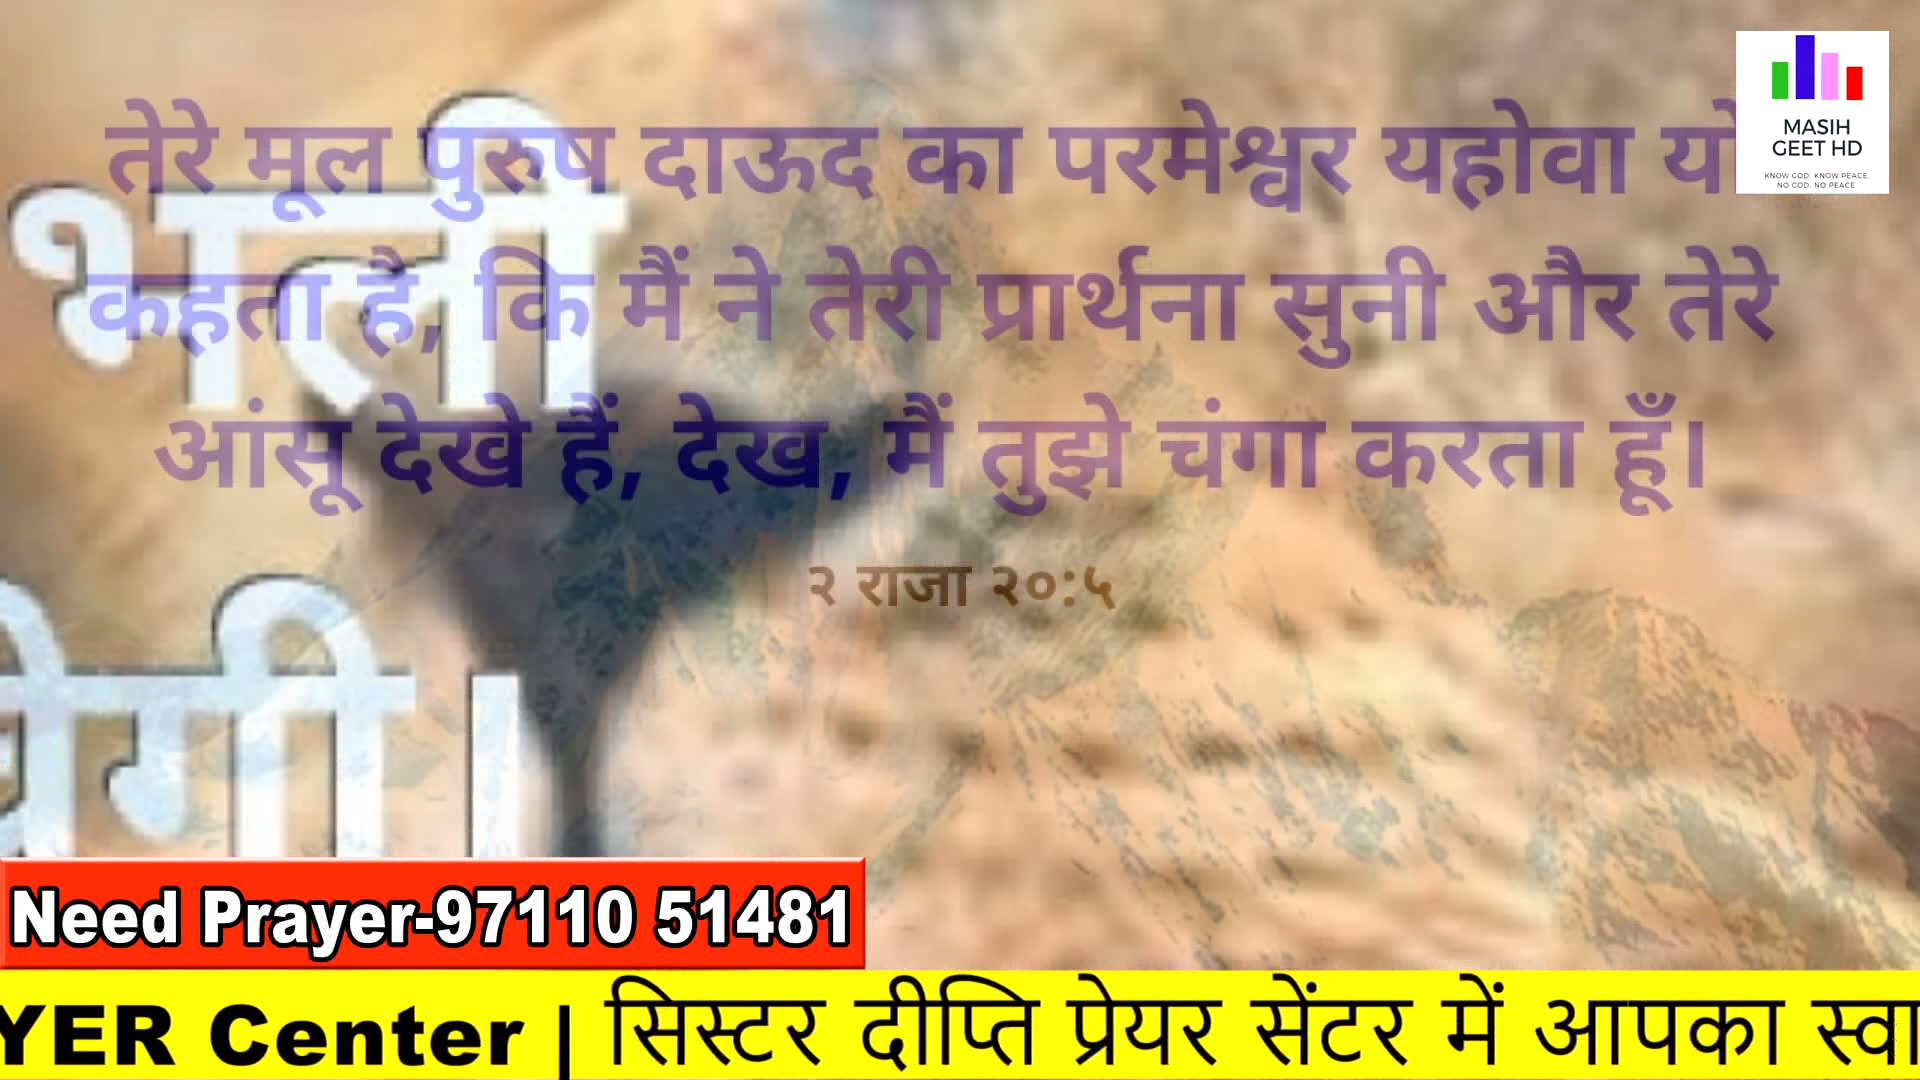 तेरे मूल पुरुष दाऊद का परमेश्वर यहोवा
कहता है, कि मैं ने तेरी प्रार्थना सुनी और तेरे
आंसू देखे हैं, देख, मैं तुझे चंगा करता हूँ।
२ राजा २०:५
भली
MASIH
GEET HD
KNOW GOD. KNOW PEACE.
NO GOD. NO PEACE
Need Prayer-97110 51481
YER Center | सिस्टर दीप्ति प्रेयर सेंटर में आपका स्वा